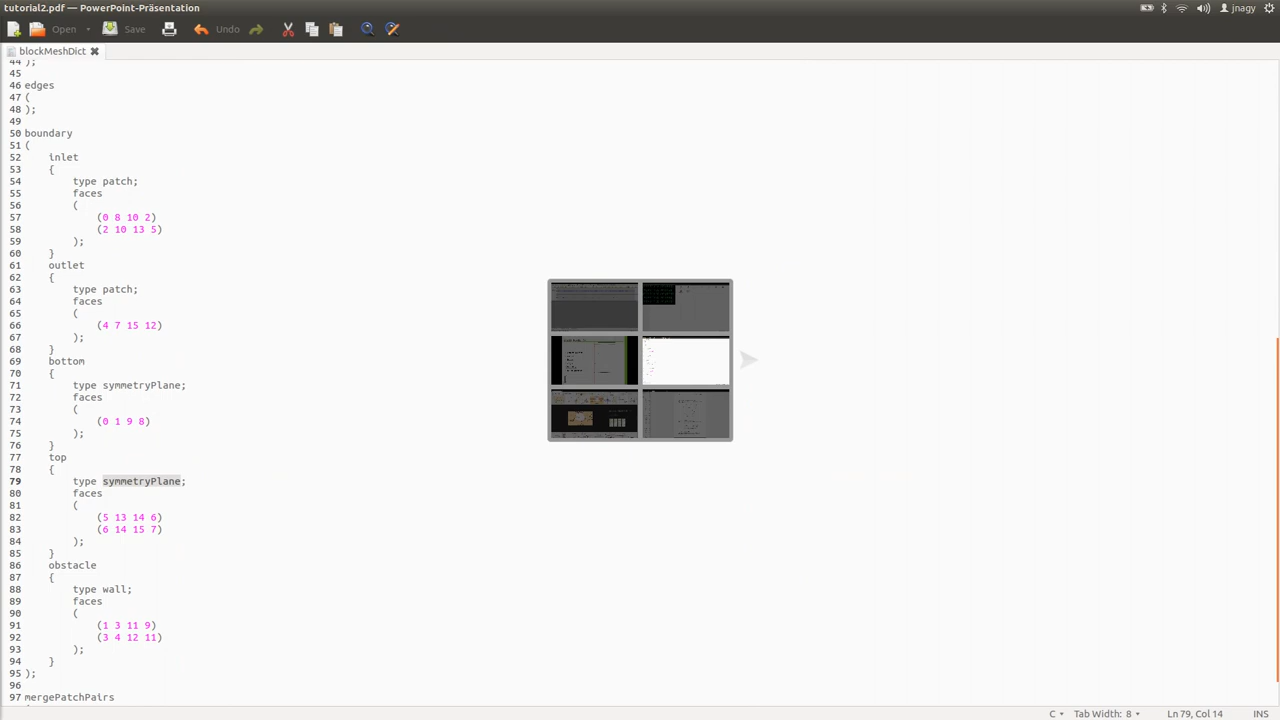 tutorial2.pdf — PowerPoint-Präsentation
jnagy
Open Save Undo
blockMeshDict
44 );
45
46 edges
47 (
48 );
49
50 boundary
51 (
52 inlet
53 {
54 type patch;
55 faces
56 (
57 (0 8 10 2)
58 (2 10 13 5)
59 );
60 }
61 outlet
62 {
63 type patch;
64 faces
65 (
66 (4 7 15 12)
67 );
68 }
69 bottom
70 {
71 type symmetryPlane;
72 faces
73 (
74 (0 1 9 8)
75 );
76 }
77 top
78 {
79 type symmetryPlane;
80 faces
81 (
82 (5 13 14 6)
83 (6 14 15 7)
84 );
85 }
86 obstacle
87 {
88 type wall;
89 faces
90 (
91 (1 3 11 9)
92 (3 4 12 11)
93 );
94 }
95 );
96
97 mergePatchPairs
C Tab Width: 8 Ln 79, Col 14 INS